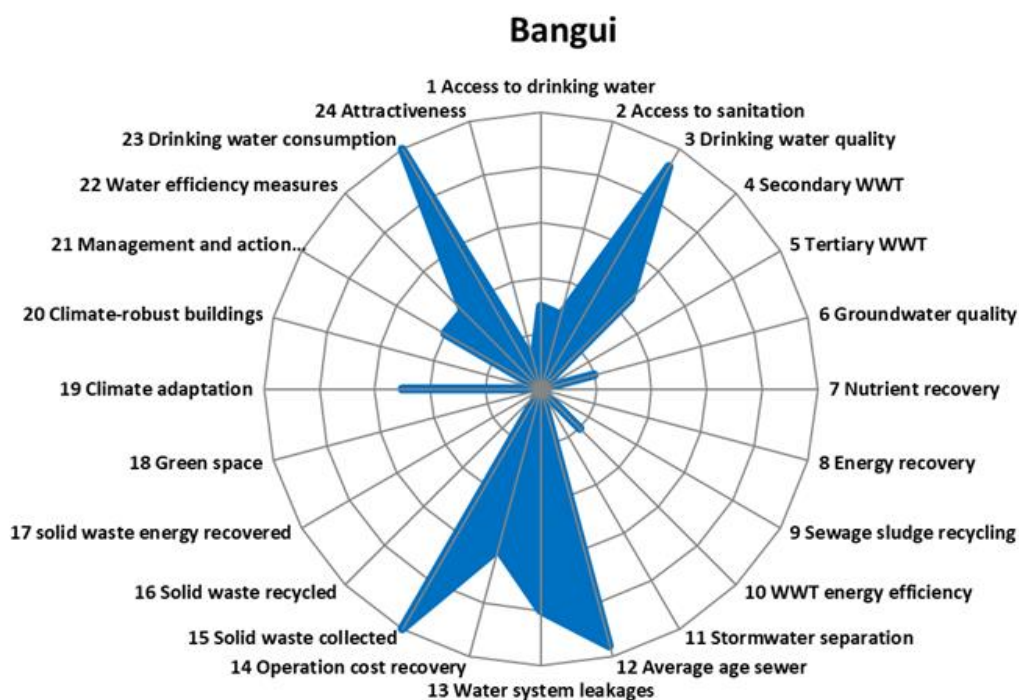 Bangui
1 Access to drinking water
2 Access to sanitation
3 Drinking water quality
4 Secondary WWT
5 Tertiary WWT
6 Groundwater quality
7 Nutrient recovery
8 Energy recovery
9 Sewage sludge recycling
10 WWT energy efficiency
11 Stormwater separation
12 Average age sewer
13 Water system leakages
14 Operation cost recovery
15 Solid waste collected
16 Solid waste recycled
17 solid waste energy recovered
18 Green space
19 Climate adaptation
20 Climate-robust buildings
21 Management and action...
22 Water efficiency measures
23 Drinking water consumption
24 Attractiveness